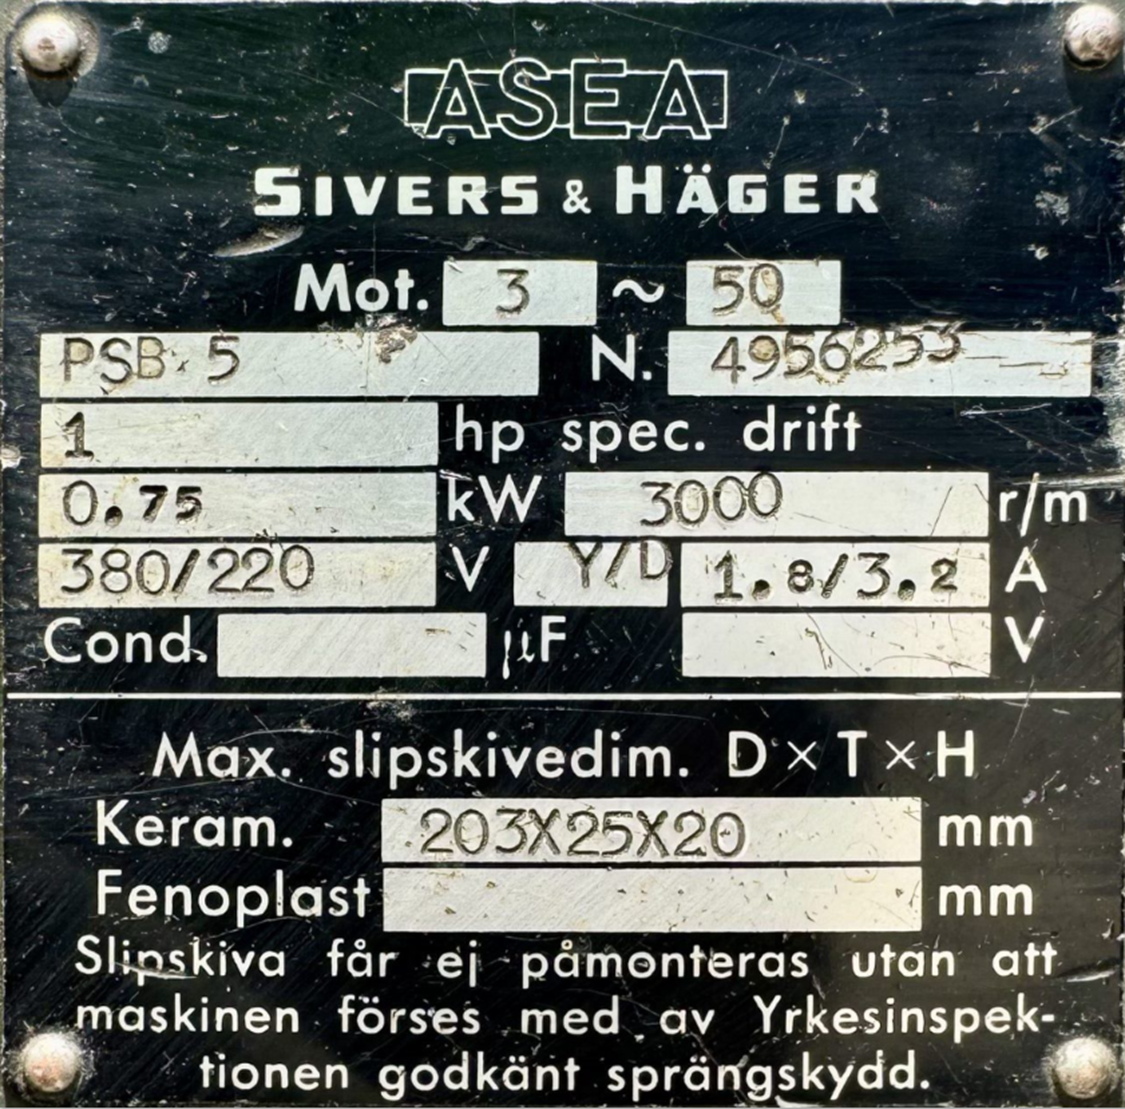 ASEA
SIVERS & HÄGER
Mot. 3 ~ 50
PSB 5 N. 4956253
1 hp spec. drift
0.75 kW 3000 r/m
380/220 V Y/D 1.8/3.2 A
Cond. µF V
Max. slipskivedim. D×T×H
Keram. 203X25X20 mm
Fenoplast mm
Slipskiva får ej påmonteras utan att
maskinen förses med av Yrkesinspek-
tionen godkänt sprängskydd.